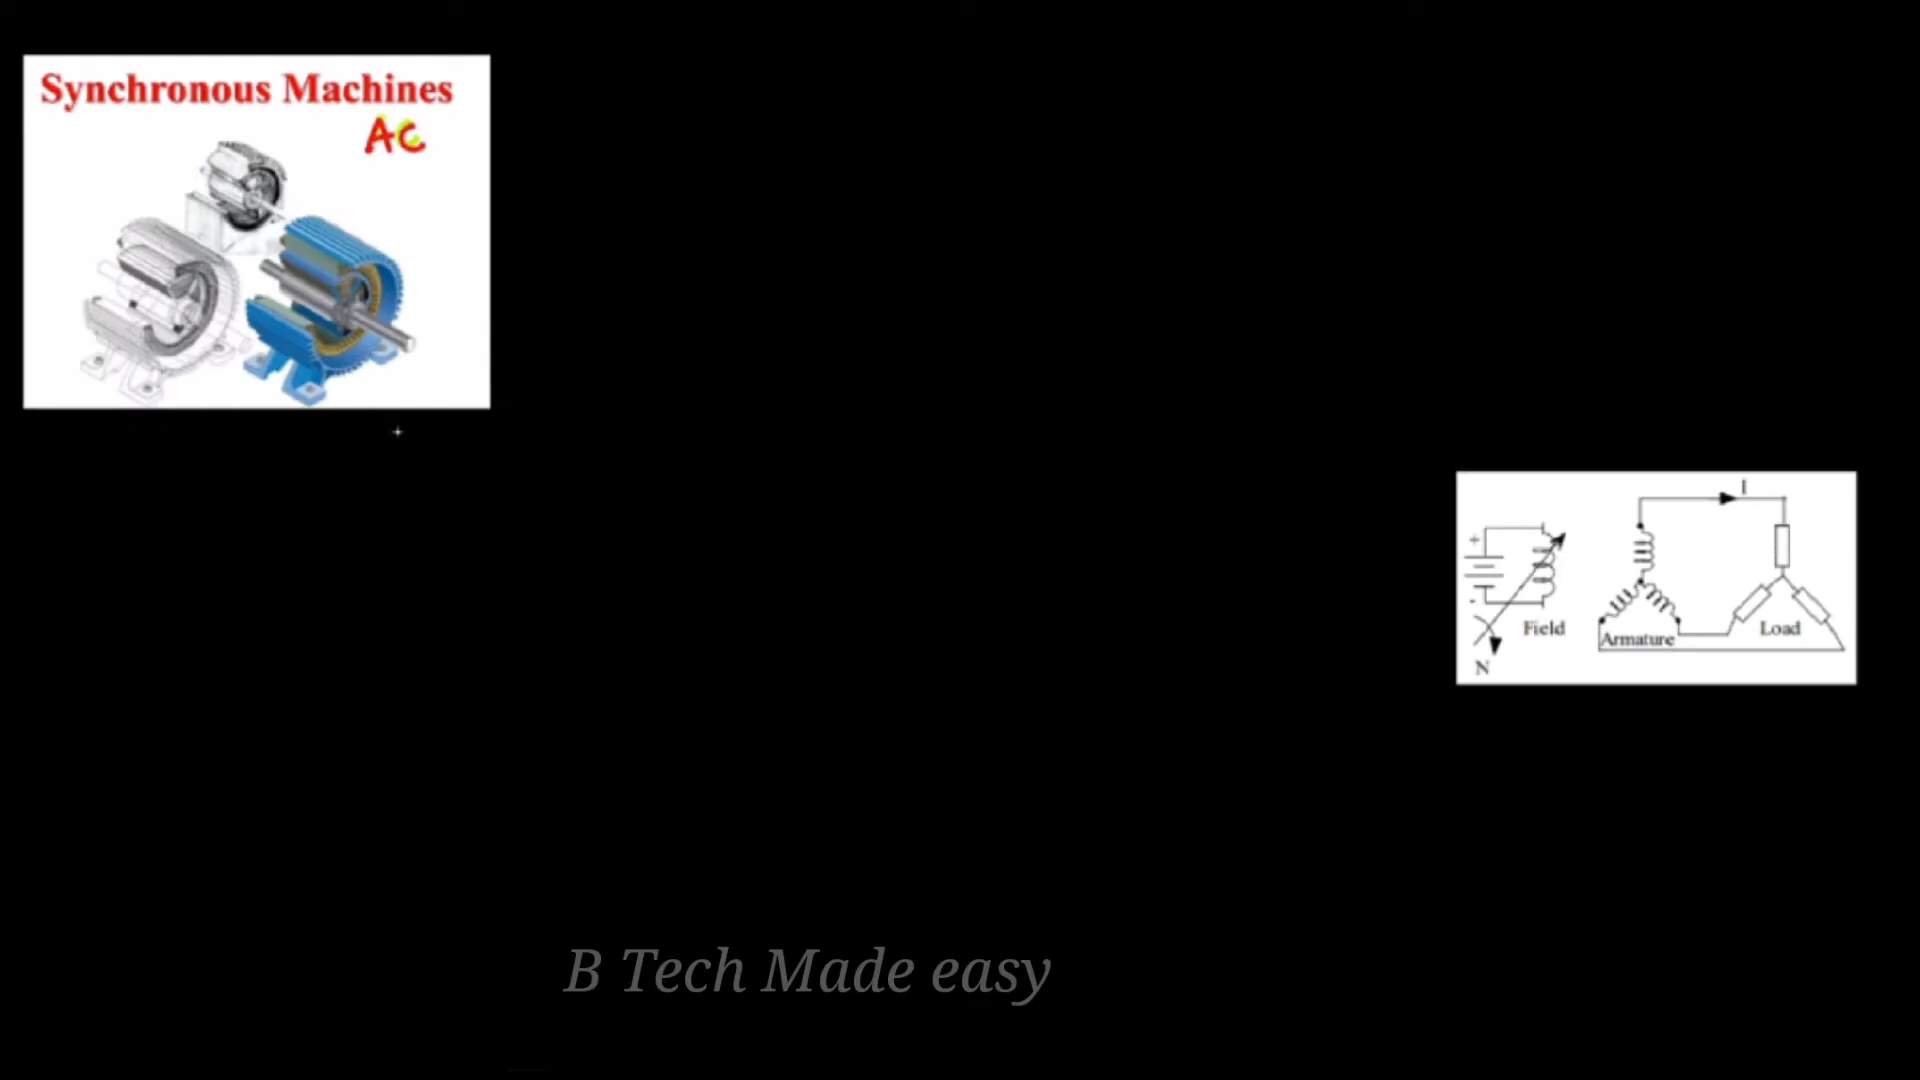 Synchronous Machines
AC
I
+
-
Field
Armature
Load
N
B Tech Made easy